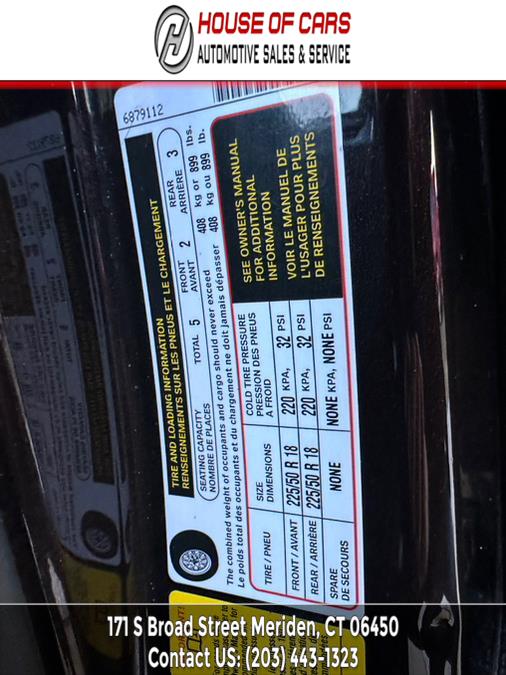 HOUSE OF CARS
AUTOMOTIVE SALES & SERVICE
6879112
TIRE AND LOADING INFORMATION
RENSEIGNEMENTS SUR LES PNEUS ET LE CHARGEMENT
SEATING CAPACITY TOTAL 5 FRONT 2 REAR 3
NOMBRE DE PLACES AVANT ARRIÈRE
The combined weight of occupants and cargo should never exceed 408 kg or 899 lbs.
Le poids total des occupants et du chargement ne doit jamais dépasser 408 kg ou 899 lb.
TIRE / PNEU SIZE DIMENSIONS COLD TIRE PRESSURE PRESSION DES PNEUS A FROID
FRONT / AVANT 225/50 R 18 220 KPA, 32 PSI
REAR / ARRIÈRE 225/50 R 18 220 KPA, 32 PSI
SPARE DE SECOURS NONE NONE KPA, NONE PSI
SEE OWNER'S MANUAL
FOR ADDITIONAL
INFORMATION
VOIR LE MANUEL DE
L'USAGER POUR PLUS
DE RENSEIGNEMENTS
171 S Broad Street Meriden, CT 06450
Contact US: (203) 443-1323